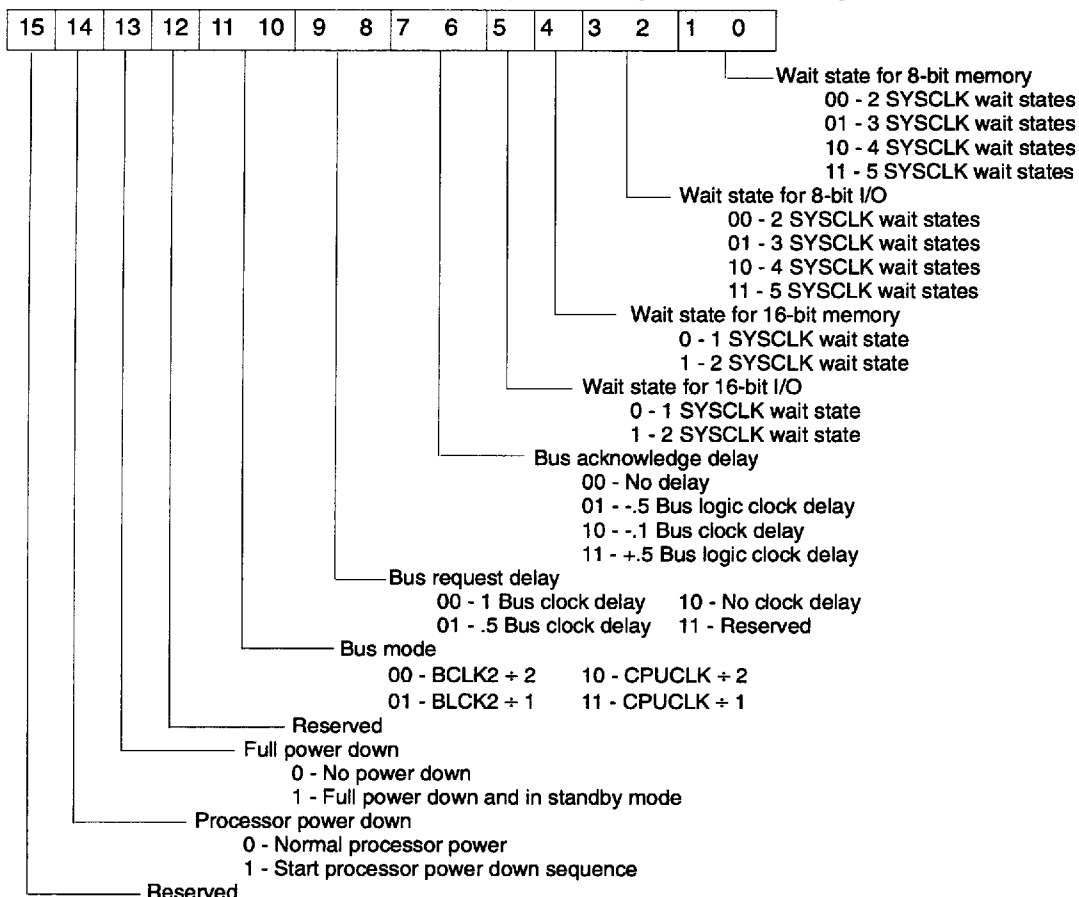 15 14 13 12 11 10 9 8 7 6 5 4 3 2 1 0
Wait state for 8-bit memory
00 - 2 SYSCLK wait states
01 - 3 SYSCLK wait states
10 - 4 SYSCLK wait states
11 - 5 SYSCLK wait states
Wait state for 8-bit I/O
00 - 2 SYSCLK wait states
01 - 3 SYSCLK wait states
10 - 4 SYSCLK wait states
11 - 5 SYSCLK wait states
Wait state for 16-bit memory
0 - 1 SYSCLK wait state
1 - 2 SYSCLK wait state
Wait state for 16-bit I/O
0 - 1 SYSCLK wait state
1 - 2 SYSCLK wait state
Bus acknowledge delay
00 - No delay
01 - -.5 Bus logic clock delay
10 - -.1 Bus clock delay
11 - +.5 Bus logic clock delay
Bus request delay
00 - 1 Bus clock delay 10 - No clock delay
01 - .5 Bus clock delay 11 - Reserved
Bus mode
00 - BCLK2 ÷ 2 10 - CPUCLK ÷ 2
01 - BLCK2 ÷ 1 11 - CPUCLK ÷ 1
Reserved
Full power down
0 - No power down
1 - Full power down and in standby mode
Processor power down
0 - Normal processor power
1 - Start processor power down sequence
Reserved